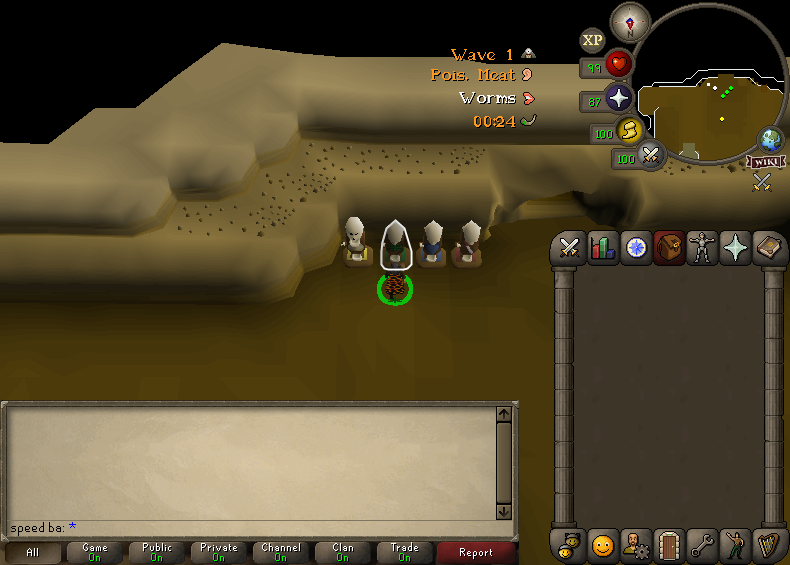 Wave 1
Pois. Meat
Worms
00:24
XP
99
87
100
100
N
WIKI
speed ba: *
All
Game
On
Public
On
Private
On
Channel
On
Clan
On
Trade
On
Report